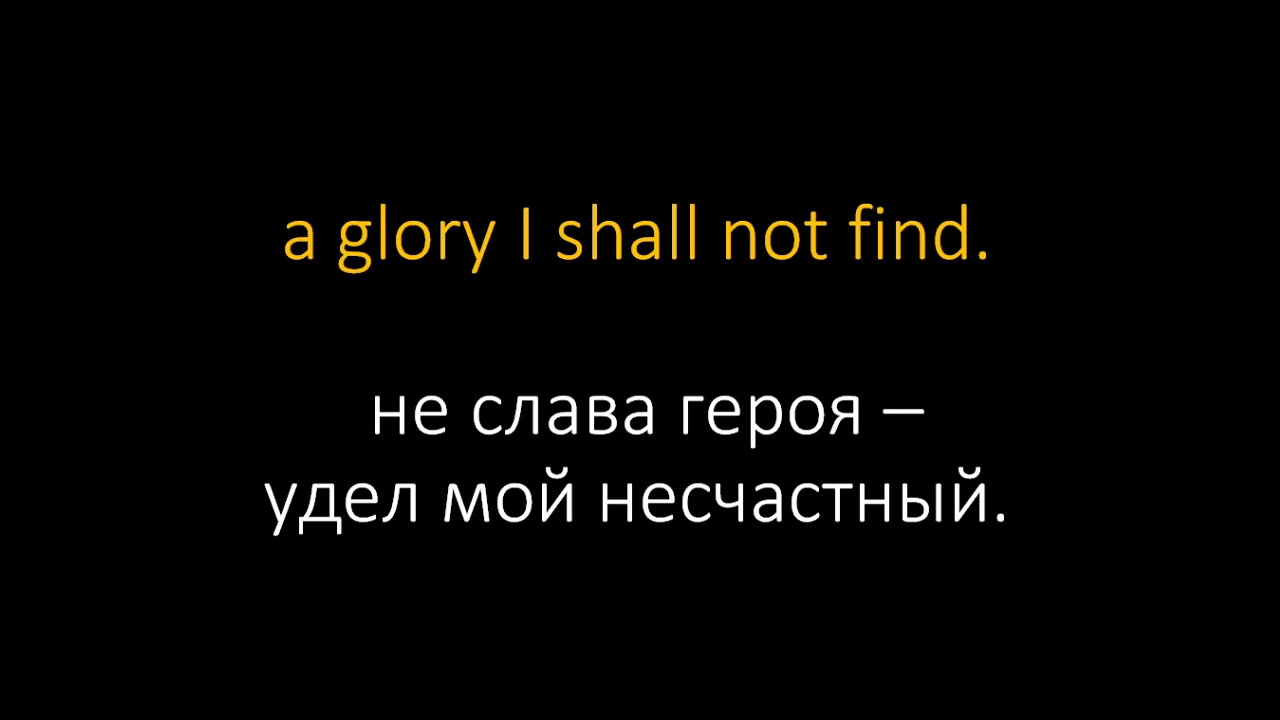 a glory I shall not find.
не слава героя –
удел мой несчастный.